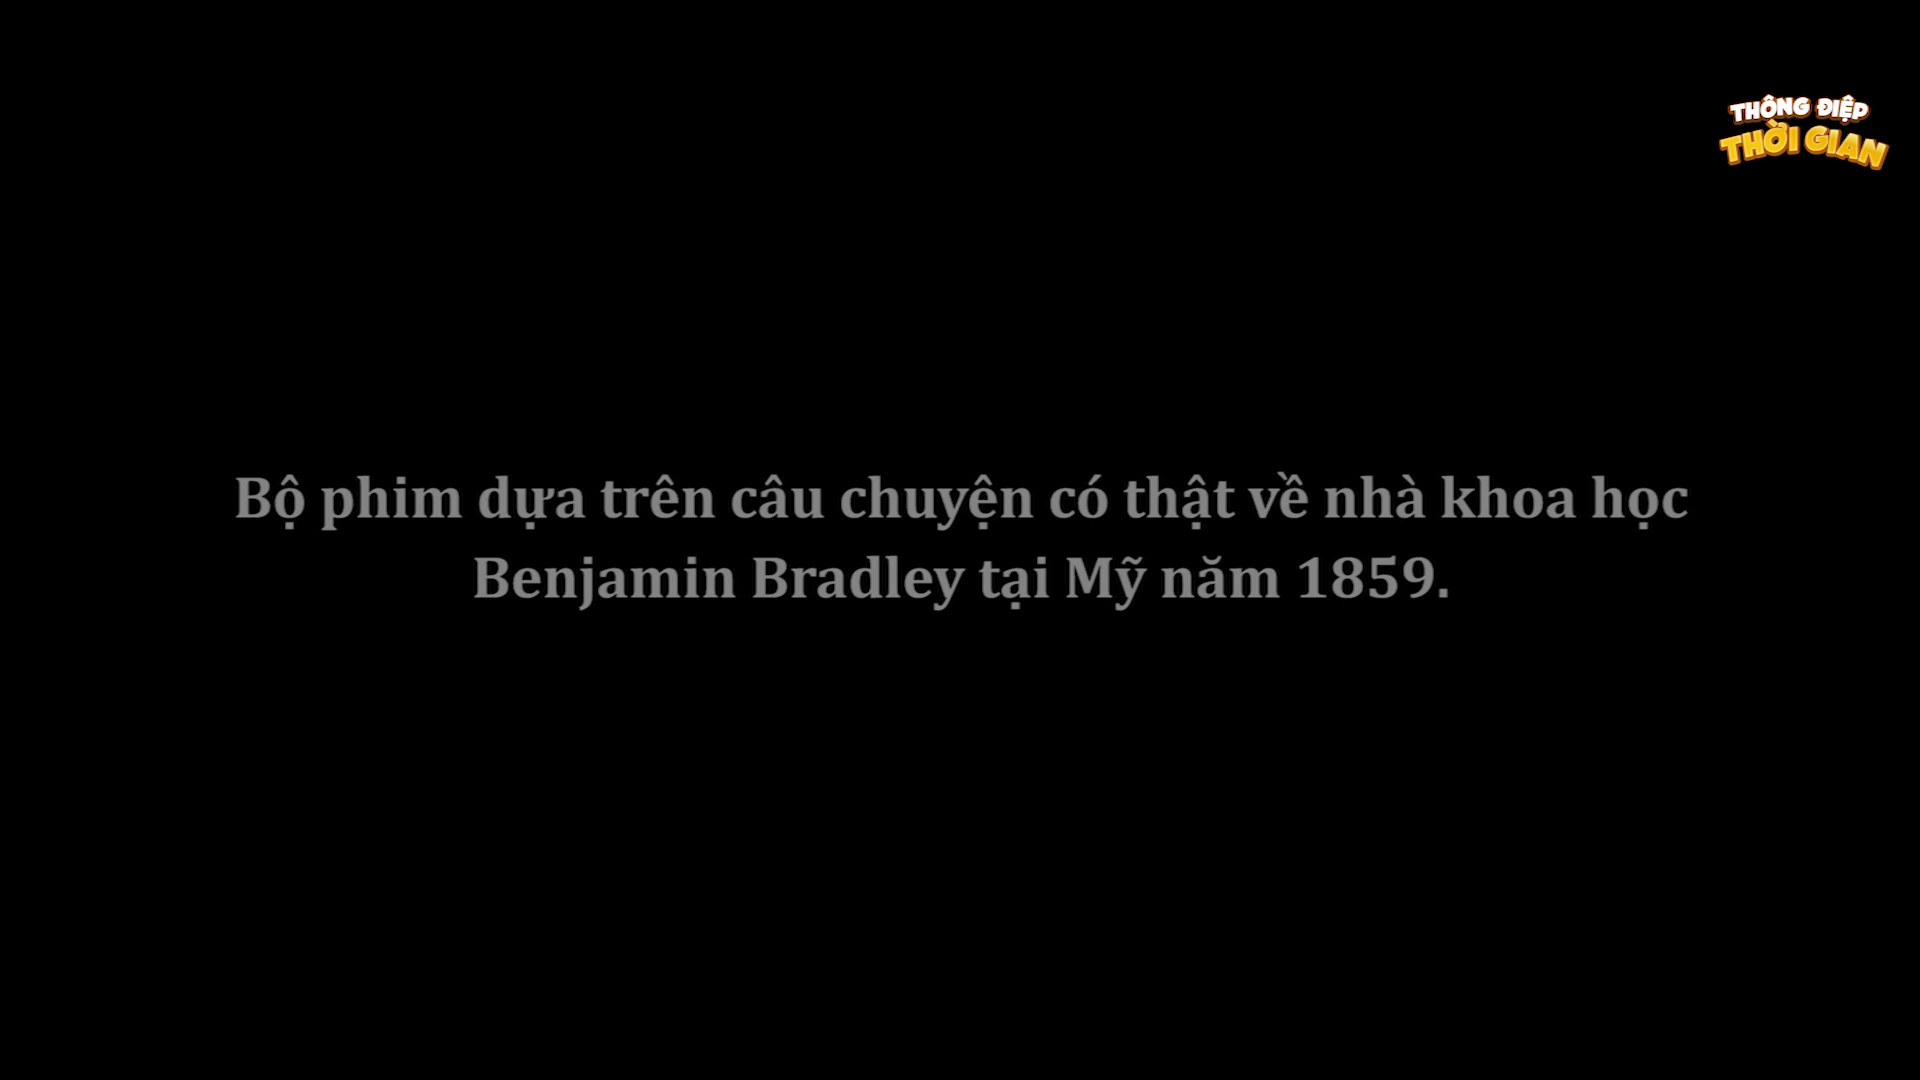 THÔNG ĐIỆP
THỜI GIAN
Bộ phim dựa trên câu chuyện có thật về nhà khoa học
Benjamin Bradley tại Mỹ năm 1859.